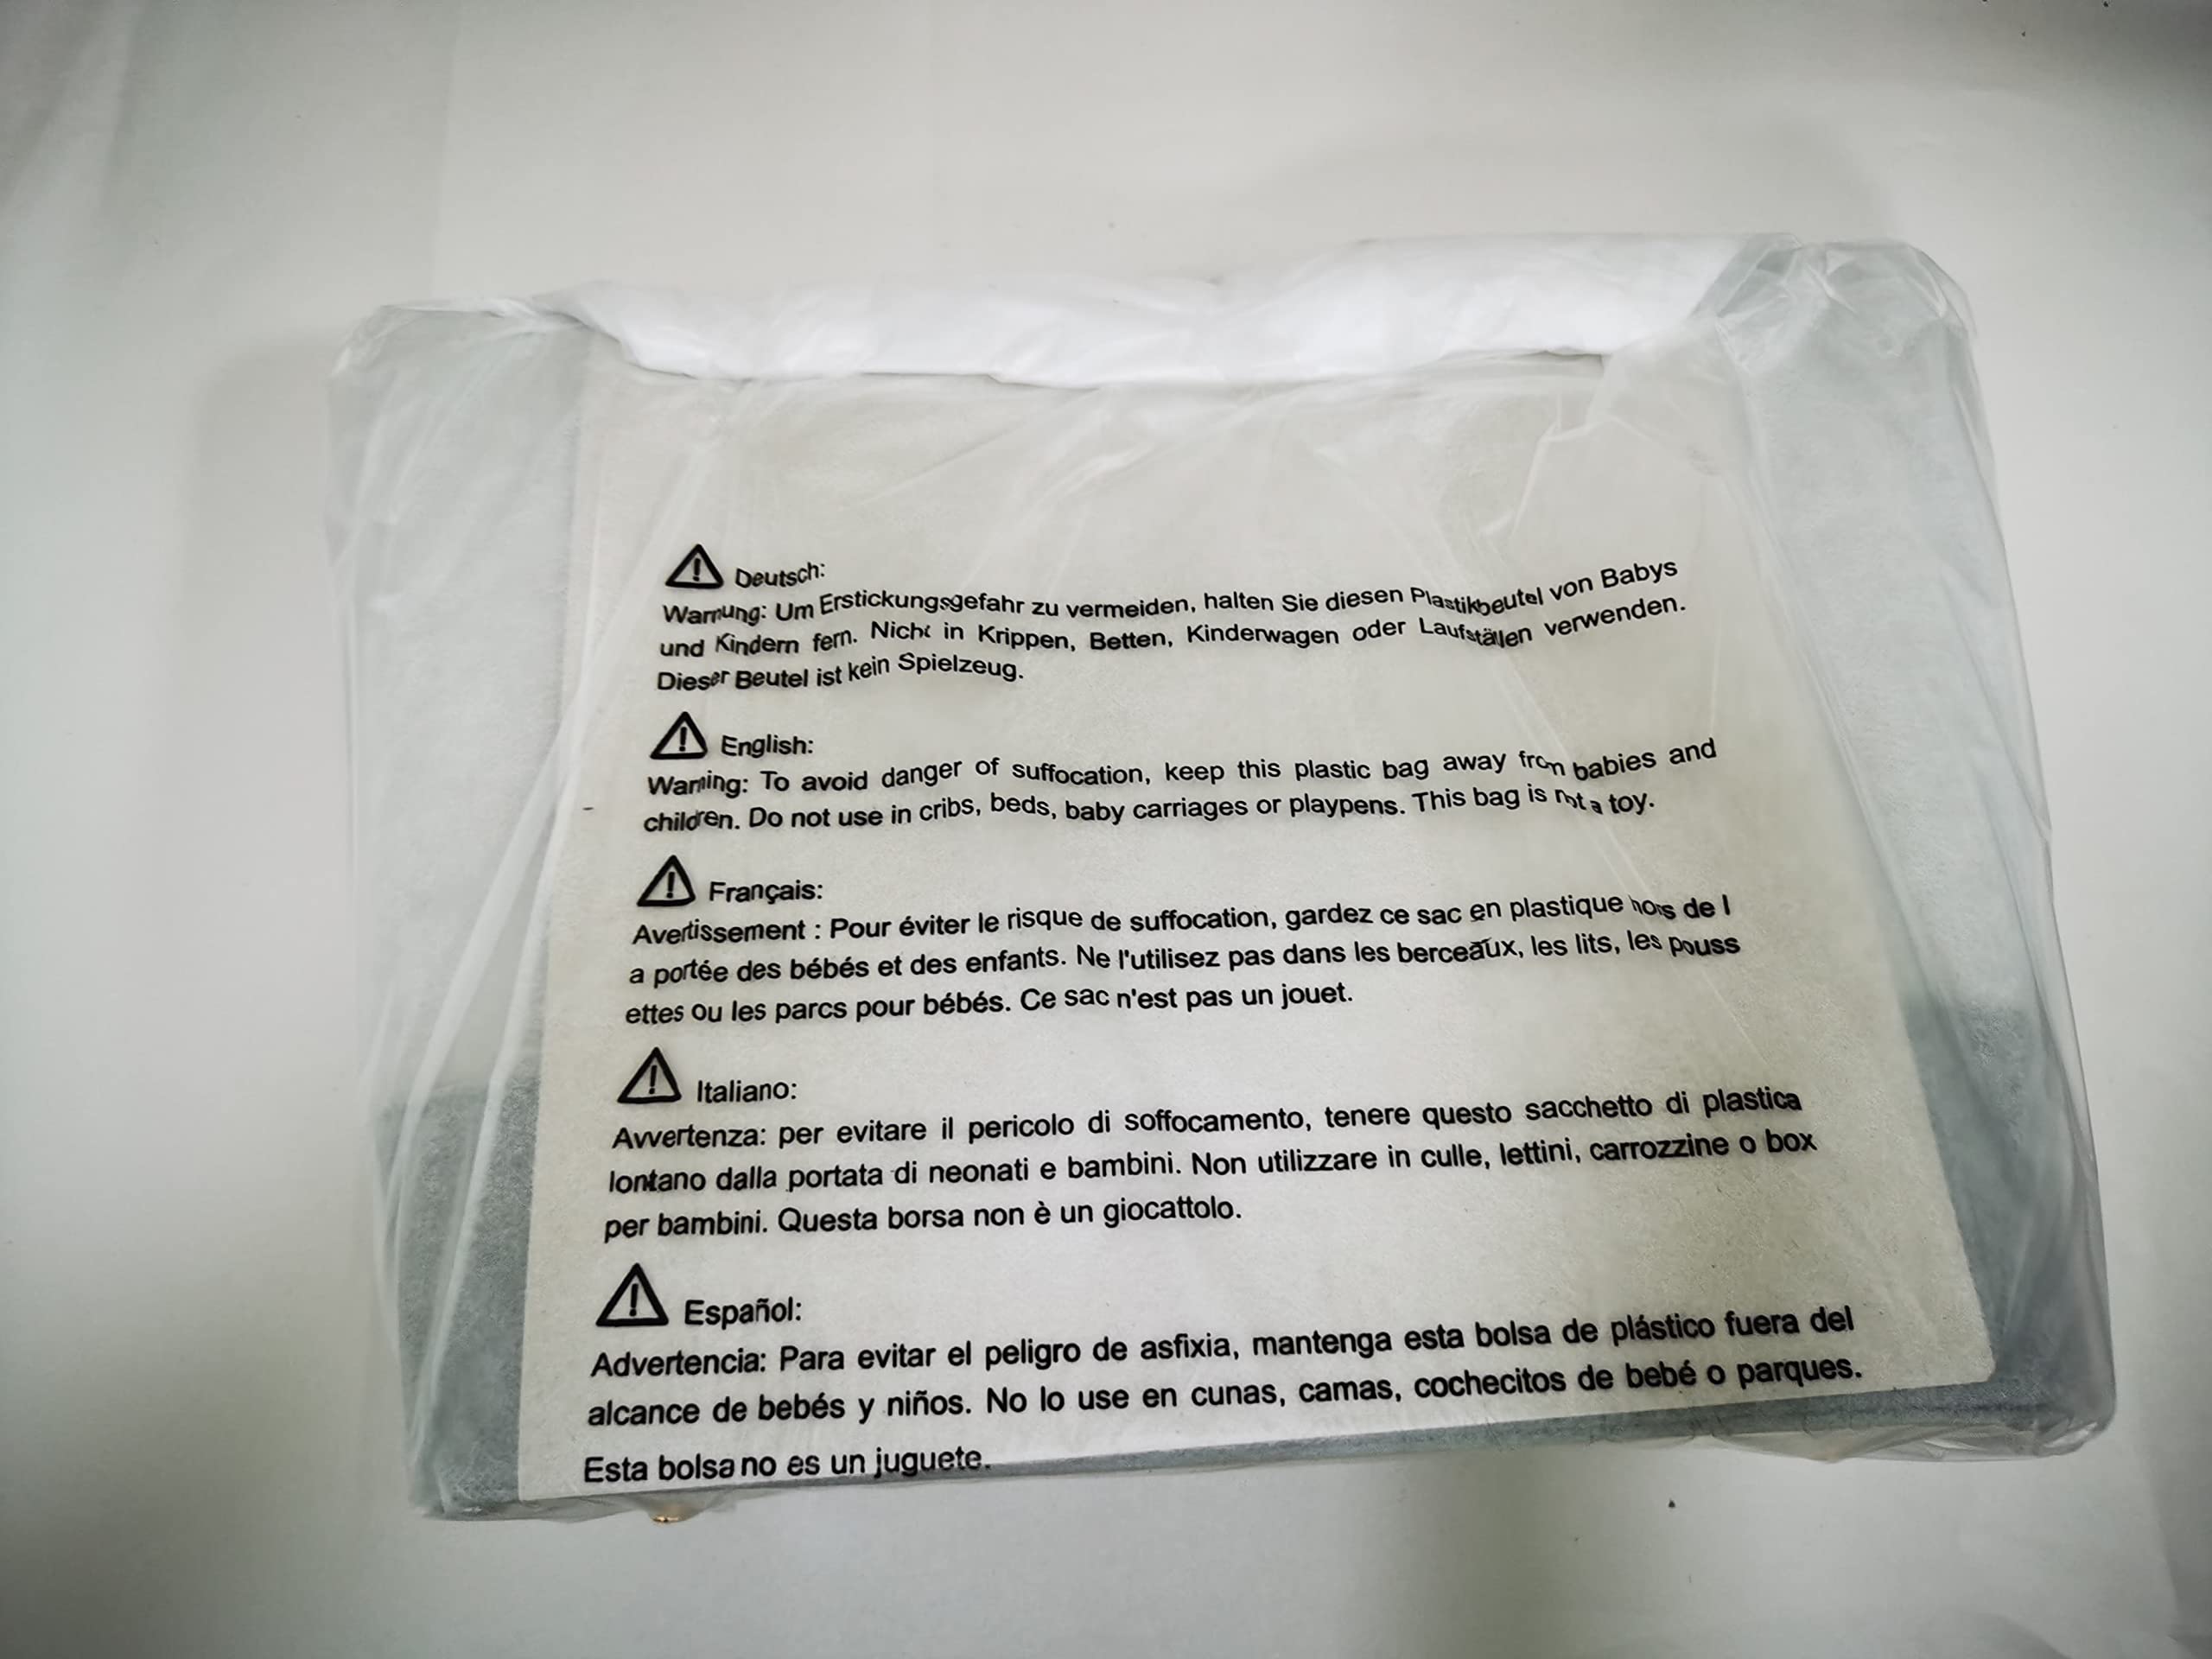 Deutsch:
Warnung: Um Erstickungsgefahr zu vermeiden, halten Sie diesen Plastikbeutel von Babys
und Kindern fern. Nicht in Krippen, Betten, Kinderwagen oder Laufställen verwenden.
Dieser Beutel ist kein Spielzeug.
English:
Warning: To avoid danger of suffocation, keep this plastic bag away from babies and
children. Do not use in cribs, beds, baby carriages or playpens. This bag is not a toy.
Français:
Avertissement : Pour éviter le risque de suffocation, gardez ce sac en plastique hors de l
a portée des bébés et des enfants. Ne l'utilisez pas dans les berceaux, les lits, les pouss
ettes ou les parcs pour bébés. Ce sac n'est pas un jouet.
Italiano:
Avvertenza: per evitare il pericolo di soffocamento, tenere questo sacchetto di plastica
lontano dalla portata di neonati e bambini. Non utilizzare in culle, lettini, carrozzine o box
per bambini. Questa borsa non è un giocattolo.
Español:
Advertencia: Para evitar el peligro de asfixia, mantenga esta bolsa de plástico fuera del
alcance de bebés y niños. No lo use en cunas, camas, cochecitos de bebé o parques.
Esta bolsa no es un juguete.